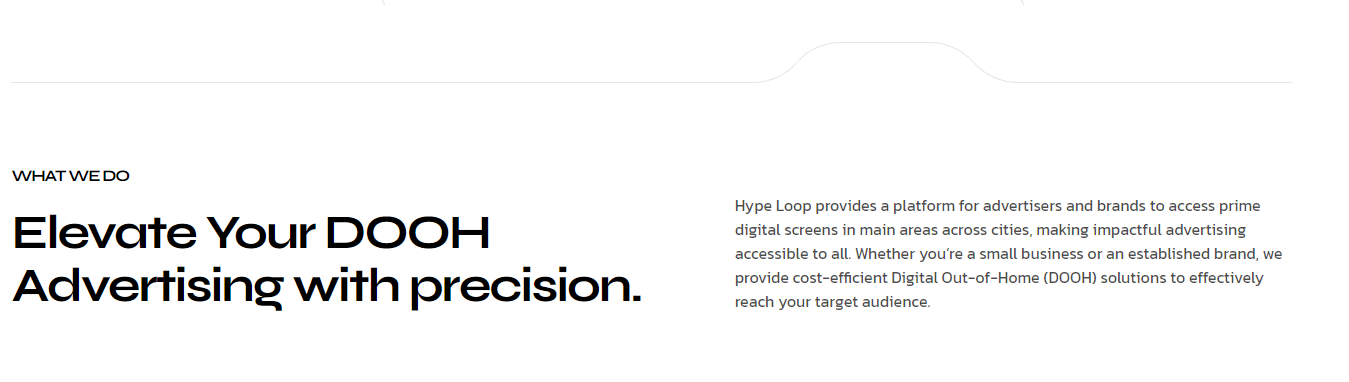 WHAT WE DO
Elevate Your DOOH
Advertising with precision.
Hype Loop provides a platform for advertisers and brands to access prime
digital screens in main areas across cities, making impactful advertising
accessible to all. Whether you're a small business or an established brand, we
provide cost-efficient Digital Out-of-Home (DOOH) solutions to effectively
reach your target audience.